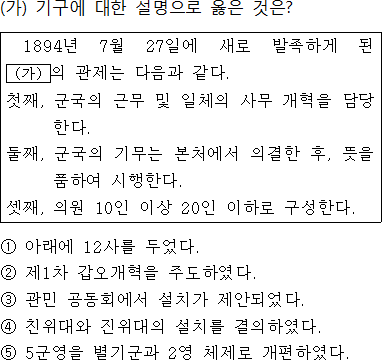 (가) 기구에 대한 설명으로 옳은 것은?
1894년 7월 27일에 새로 발족하게 된
(가)의 관제는 다음과 같다.
첫째, 군국의 근무 및 일체의 사무 개혁을 담당
한다.
둘째, 군국의 기무는 본처에서 의결한 후, 뜻을
품하여 시행한다.
셋째, 의원 10인 이상 20인 이하로 구성한다.
① 아래에 12사를 두었다.
② 제1차 갑오개혁을 주도하였다.
③ 관민 공동회에서 설치가 제안되었다.
④ 친위대와 진위대의 설치를 결의하였다.
⑤ 5군영을 별기군과 2영 체제로 개편하였다.